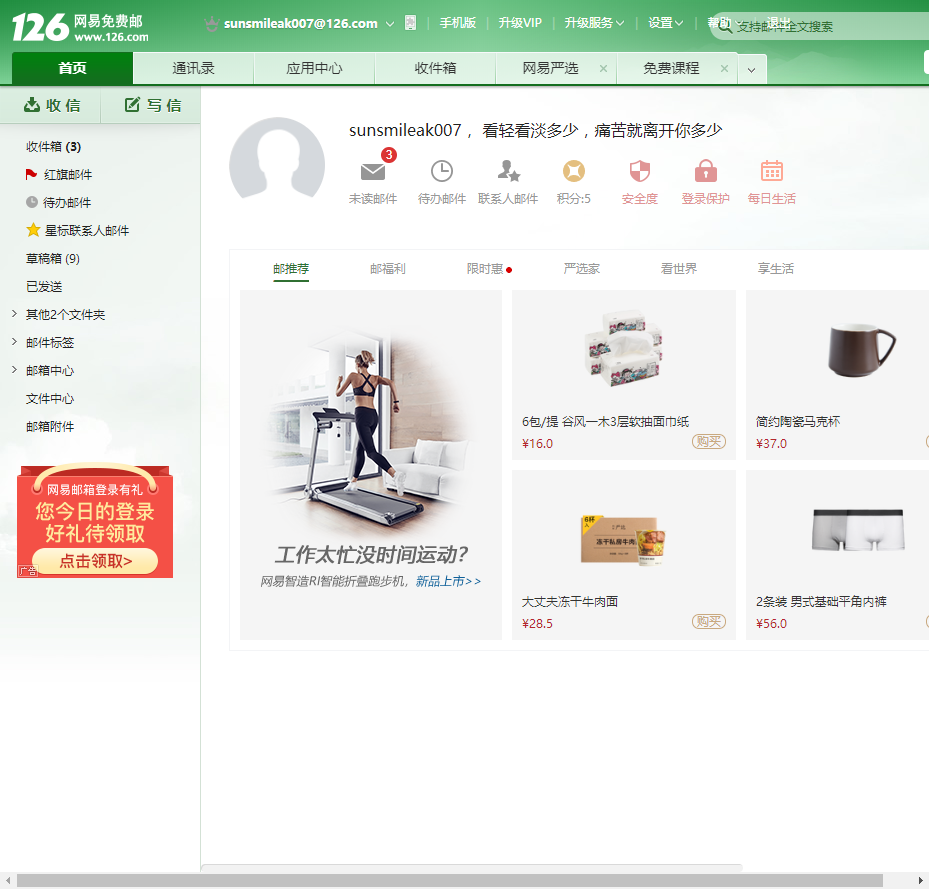 126 网易免费邮
www.126.com
sunsmileak007@126.com
手机版
升级VIP
升级服务
设置
帮助
退出
支持邮件全文搜索
首页
通讯录
应用中心
收件箱
网易严选
免费课程
收信
写信
收件箱 (3)
红旗邮件
待办邮件
星标联系人邮件
草稿箱 (9)
已发送
其他2个文件夹
邮件标签
邮箱中心
文件中心
邮箱附件
网易邮箱登录有礼
您今日的登录
好礼待领取
点击领取>
广告
sunsmileak007 ， 看轻看淡多少，痛苦就离开你多少
3
未读邮件
待办邮件
联系人邮件
积分:5
安全度
登录保护
每日生活
邮推荐
邮福利
限时惠
严选家
看世界
享生活
工作太忙没时间运动?
网易智造RI智能折叠跑步机，新品上市>>
6包/提 谷风一木3层软抽面巾纸
¥16.0
购买
简约陶瓷马克杯
¥37.0
大丈夫冻干牛肉面
¥28.5
购买
2条装 男式基础平角内裤
¥56.0